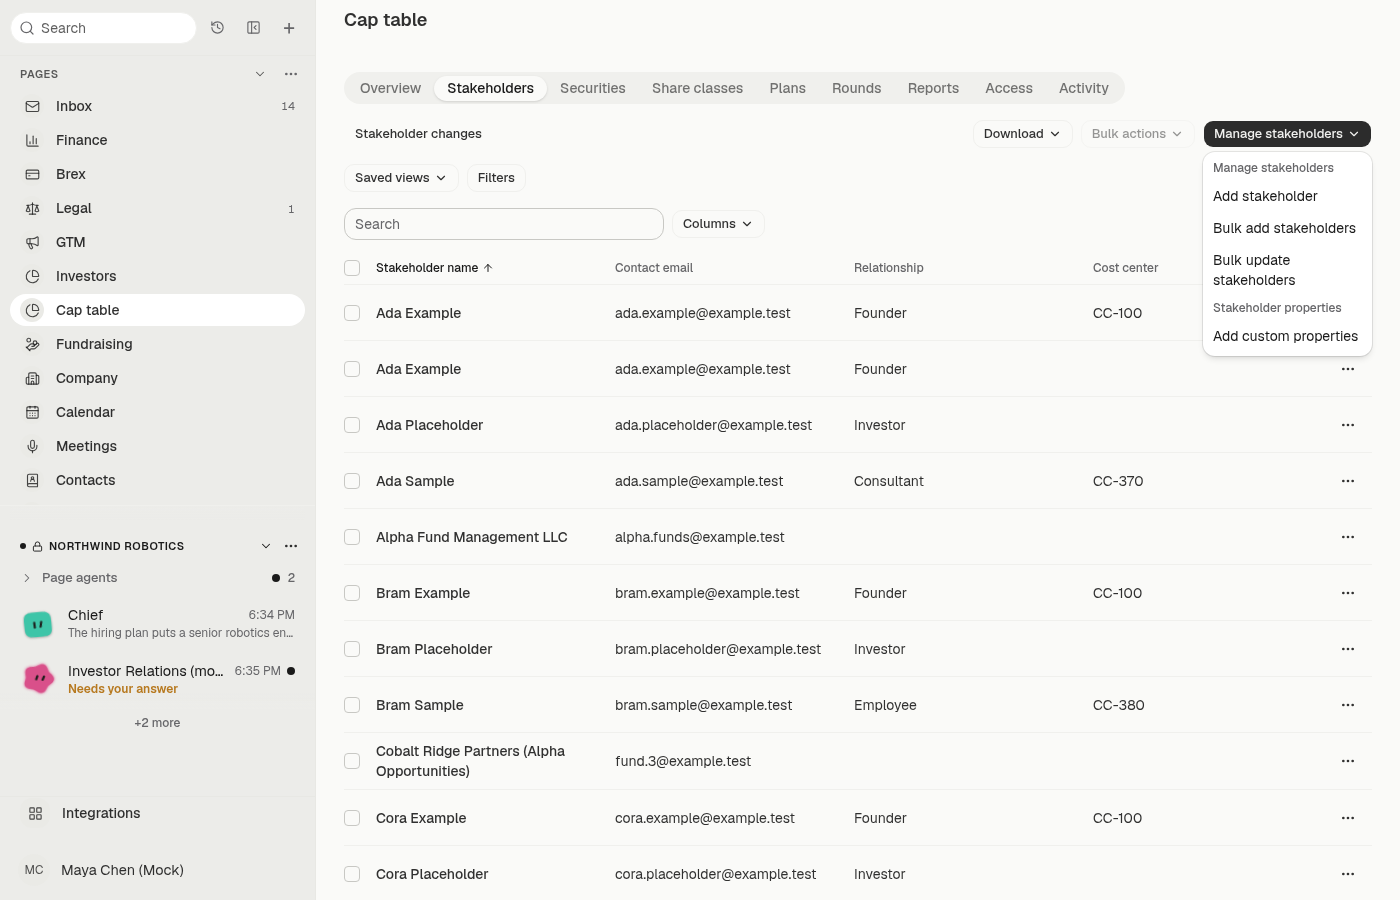 Search
PAGES
Inbox 14
Finance
Brex
Legal 1
GTM
Investors
Cap table
Fundraising
Company
Calendar
Meetings
Contacts
NORTHWIND ROBOTICS
Page agents 2
Chief 6:34 PM
The hiring plan puts a senior robotics en...
Investor Relations (mo... 6:35 PM
Needs your answer
+2 more
Integrations
MC Maya Chen (Mock)
Cap table
Overview Stakeholders Securities Share classes Plans Rounds Reports Access Activity
Stakeholder changes Download Bulk actions Manage stakeholders
Saved views Filters
Search Columns
Manage stakeholders
Add stakeholder
Bulk add stakeholders
Bulk update
stakeholders
Stakeholder properties
Add custom properties
Stakeholder name Contact email Relationship Cost center
Ada Example ada.example@example.test Founder CC-100
Ada Example ada.example@example.test Founder
Ada Placeholder ada.placeholder@example.test Investor
Ada Sample ada.sample@example.test Consultant CC-370
Alpha Fund Management LLC alpha.funds@example.test
Bram Example bram.example@example.test Founder CC-100
Bram Placeholder bram.placeholder@example.test Investor
Bram Sample bram.sample@example.test Employee CC-380
Cobalt Ridge Partners (Alpha
Opportunities) fund.3@example.test
Cora Example cora.example@example.test Founder CC-100
Cora Placeholder cora.placeholder@example.test Investor